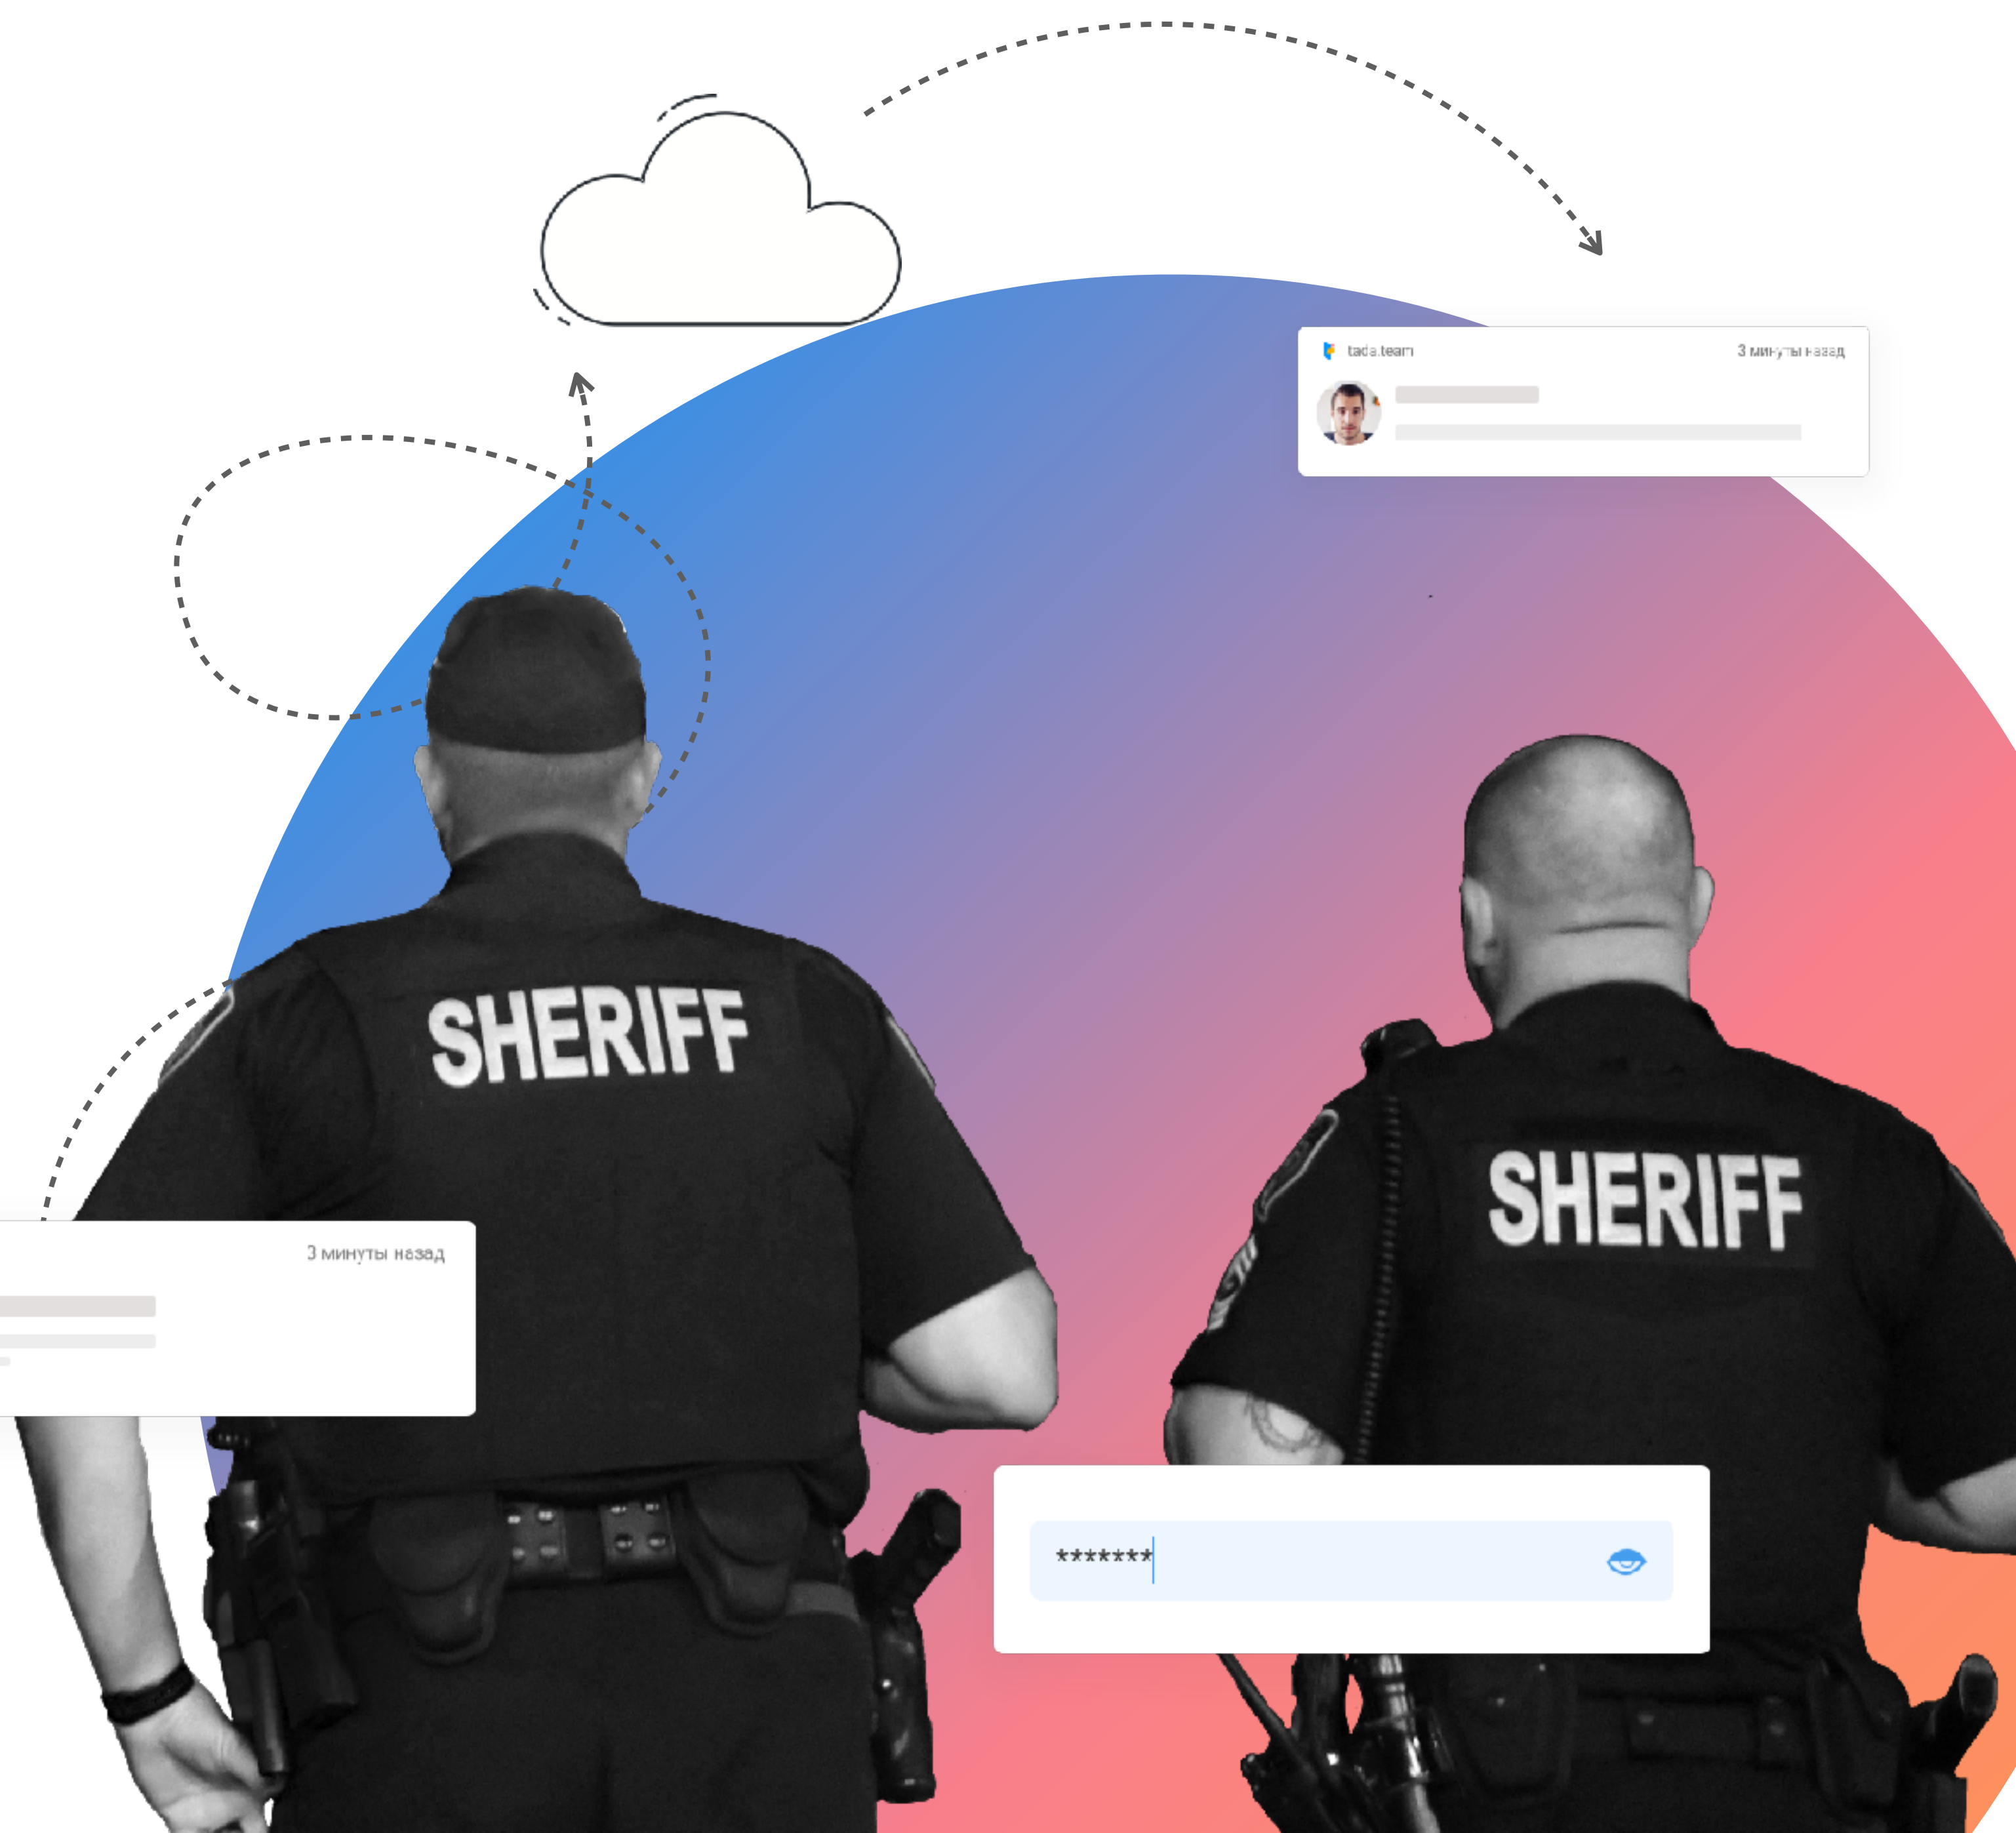 tada.team
3 минуты назад
SHERIFF
SHERIFF
3 минуты назад
*******